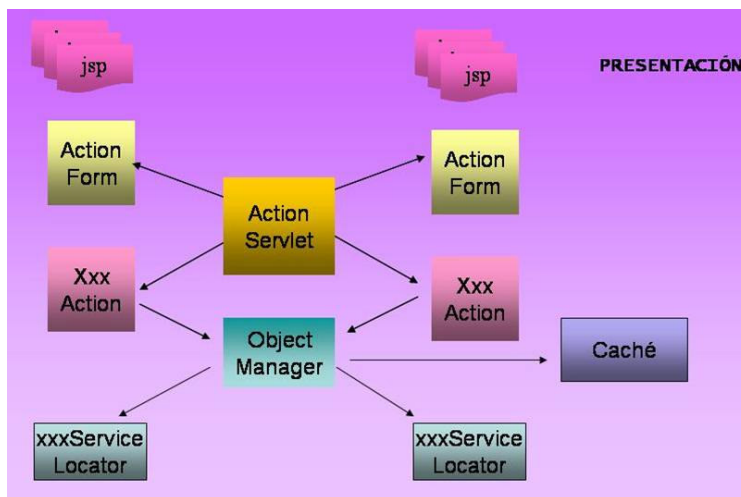 jsp
jsp
PRESENTACIÓN
Action
Form
Action
Form
Action
Servlet
Xxx
Action
Xxx
Action
Object
Manager
Caché
xxxService
Locator
xxxService
Locator